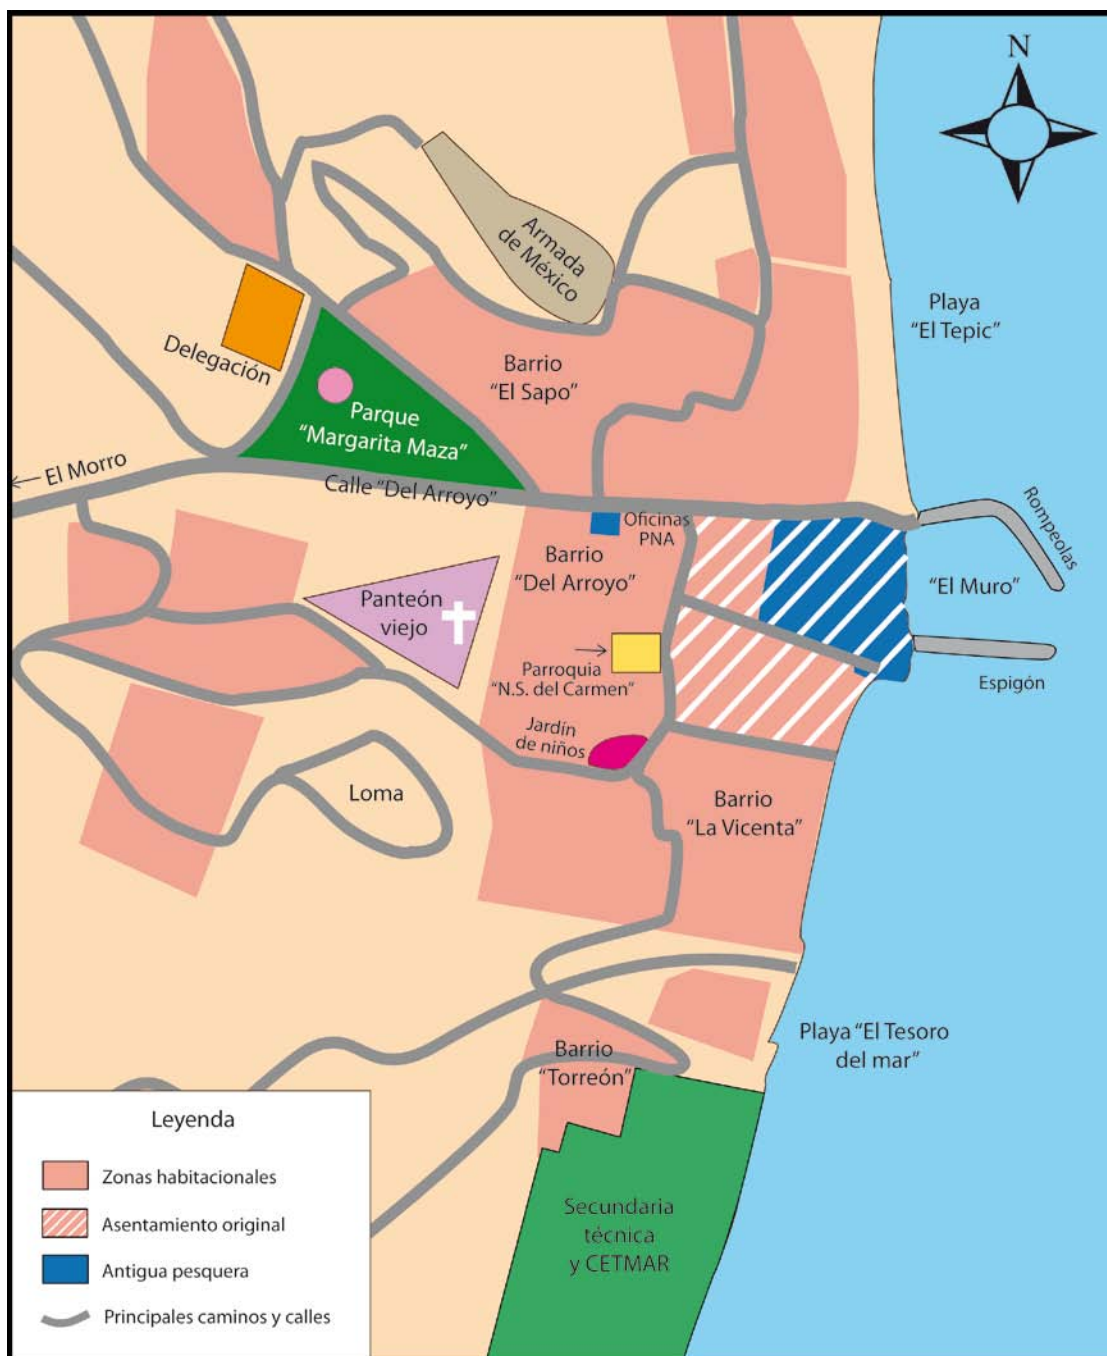 N
Armada
de México
Playa
"El Tepic"
Delegación
Barrio
"El Sapo"
Parque
"Margarita Maza"
← El Morro
Calle "Del Arroyo"
Rompeolas
Oficinas
PNA
Barrio
"Del Arroyo"
"El Muro"
Panteón
viejo
Parroquia
"N.S. del Carmen"
Espigón
Jardín
de niños
Loma
Barrio
"La Vicenta"
Playa "El Tesoro
del mar"
Barrio
"Torreón"
Leyenda
Zonas habitacionales
Asentamiento original
Antigua pesquera
Principales caminos y calles
Secundaria
técnica
y CETMAR